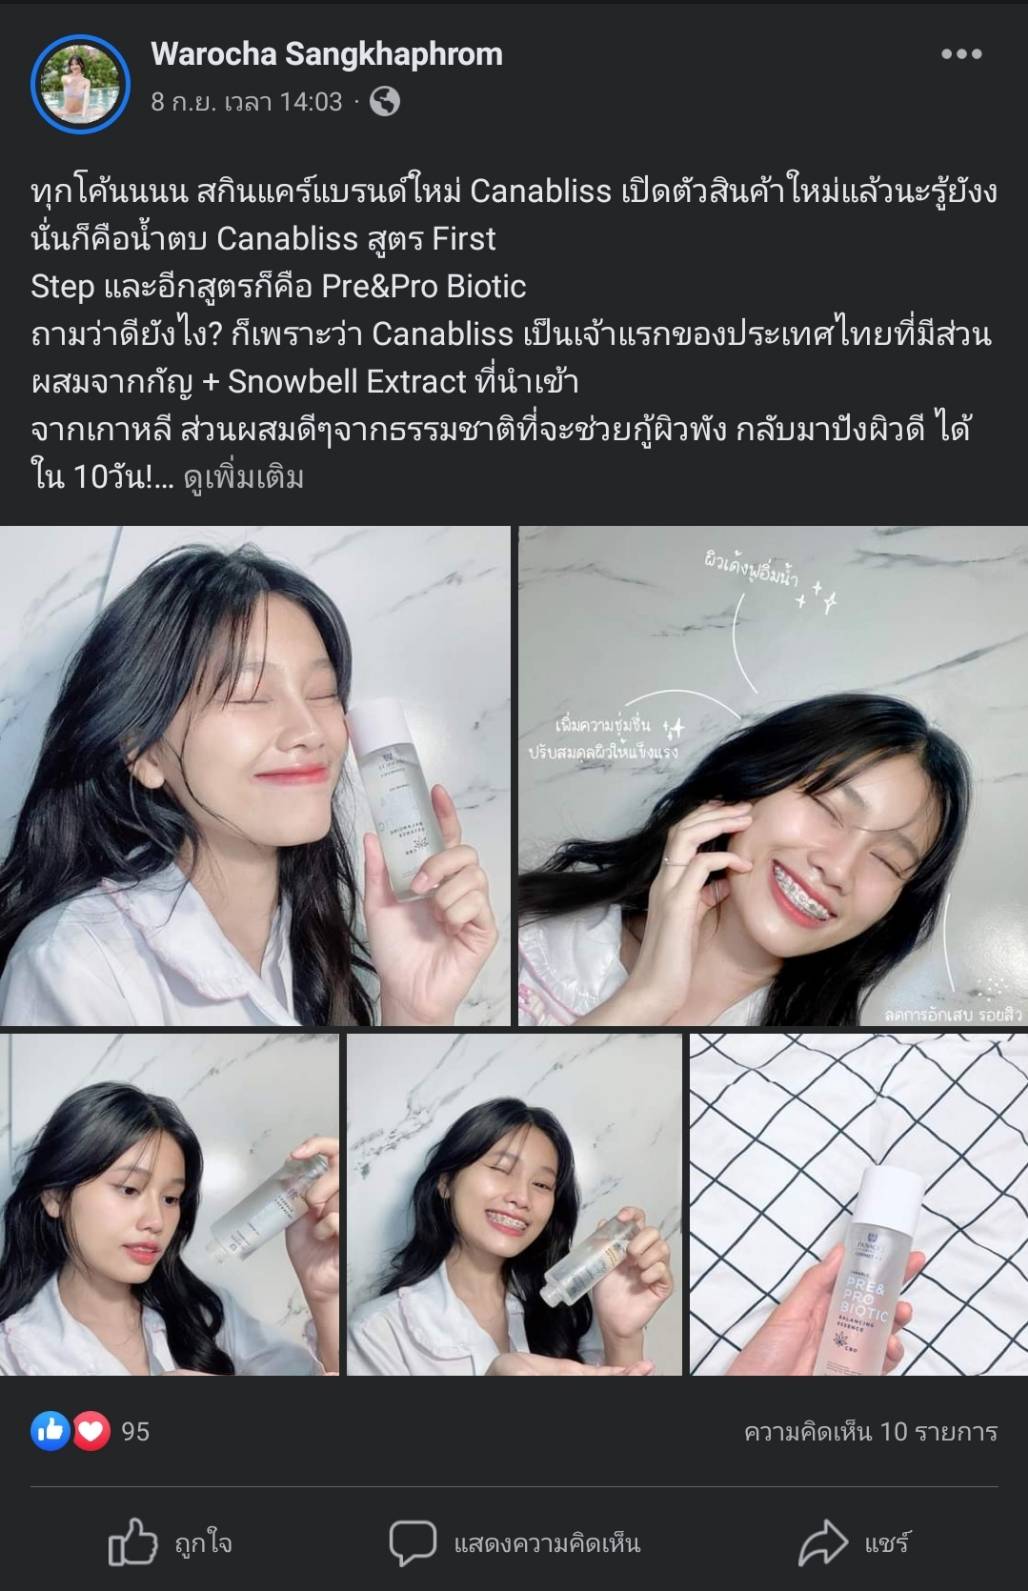 Warocha Sangkhaphrom
8 ก.ย. เวลา 14:03 ·
ทุกโค้นนนน สกินแคร์แบรนด์ใหม่ Canabliss เปิดตัวสินค้าใหม่แล้วนะรู้ยังง
นั่นก็คือน้ำตบ Canabliss สูตร First
Step และอีกสูตรก็คือ Pre&Pro Biotic
ถามว่าดียังไง? ก็เพราะว่า Canabliss เป็นเจ้าแรกของประเทศไทยที่มีส่วน
ผสมจากกัญ + Snowbell Extract ที่นำเข้า
จากเกาหลี ส่วนผสมดีๆจากธรรมชาติที่จะช่วยกู้ผิวพัง กลับมาปังผิวดี ได้
ใน 10วัน!... ดูเพิ่มเติม
ผิวเด้งฟูอิ่มน้ำ
เพิ่มความชุ่มชื่น
ปรับสมดุลผิวให้แข็งแรง
ลดการอักเสบ รอยสิว
PRE&
PRO
BIOTIC
BALANCING
ESSENCE
CBD
95
ความคิดเห็น 10 รายการ
ถูกใจ
แสดงความคิดเห็น
แชร์